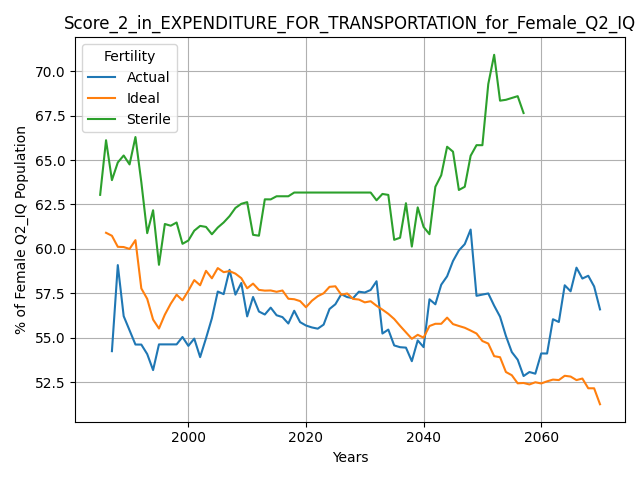 Score_2_in_EXPENDITURE_FOR_TRANSPORTATION_for_Female_Q2_IQ
Fertility
Actual
Ideal
Sterile
% of Female Q2_IQ Population
70.0
67.5
65.0
62.5
60.0
57.5
55.0
52.5
2000
2020
2040
2060
Years